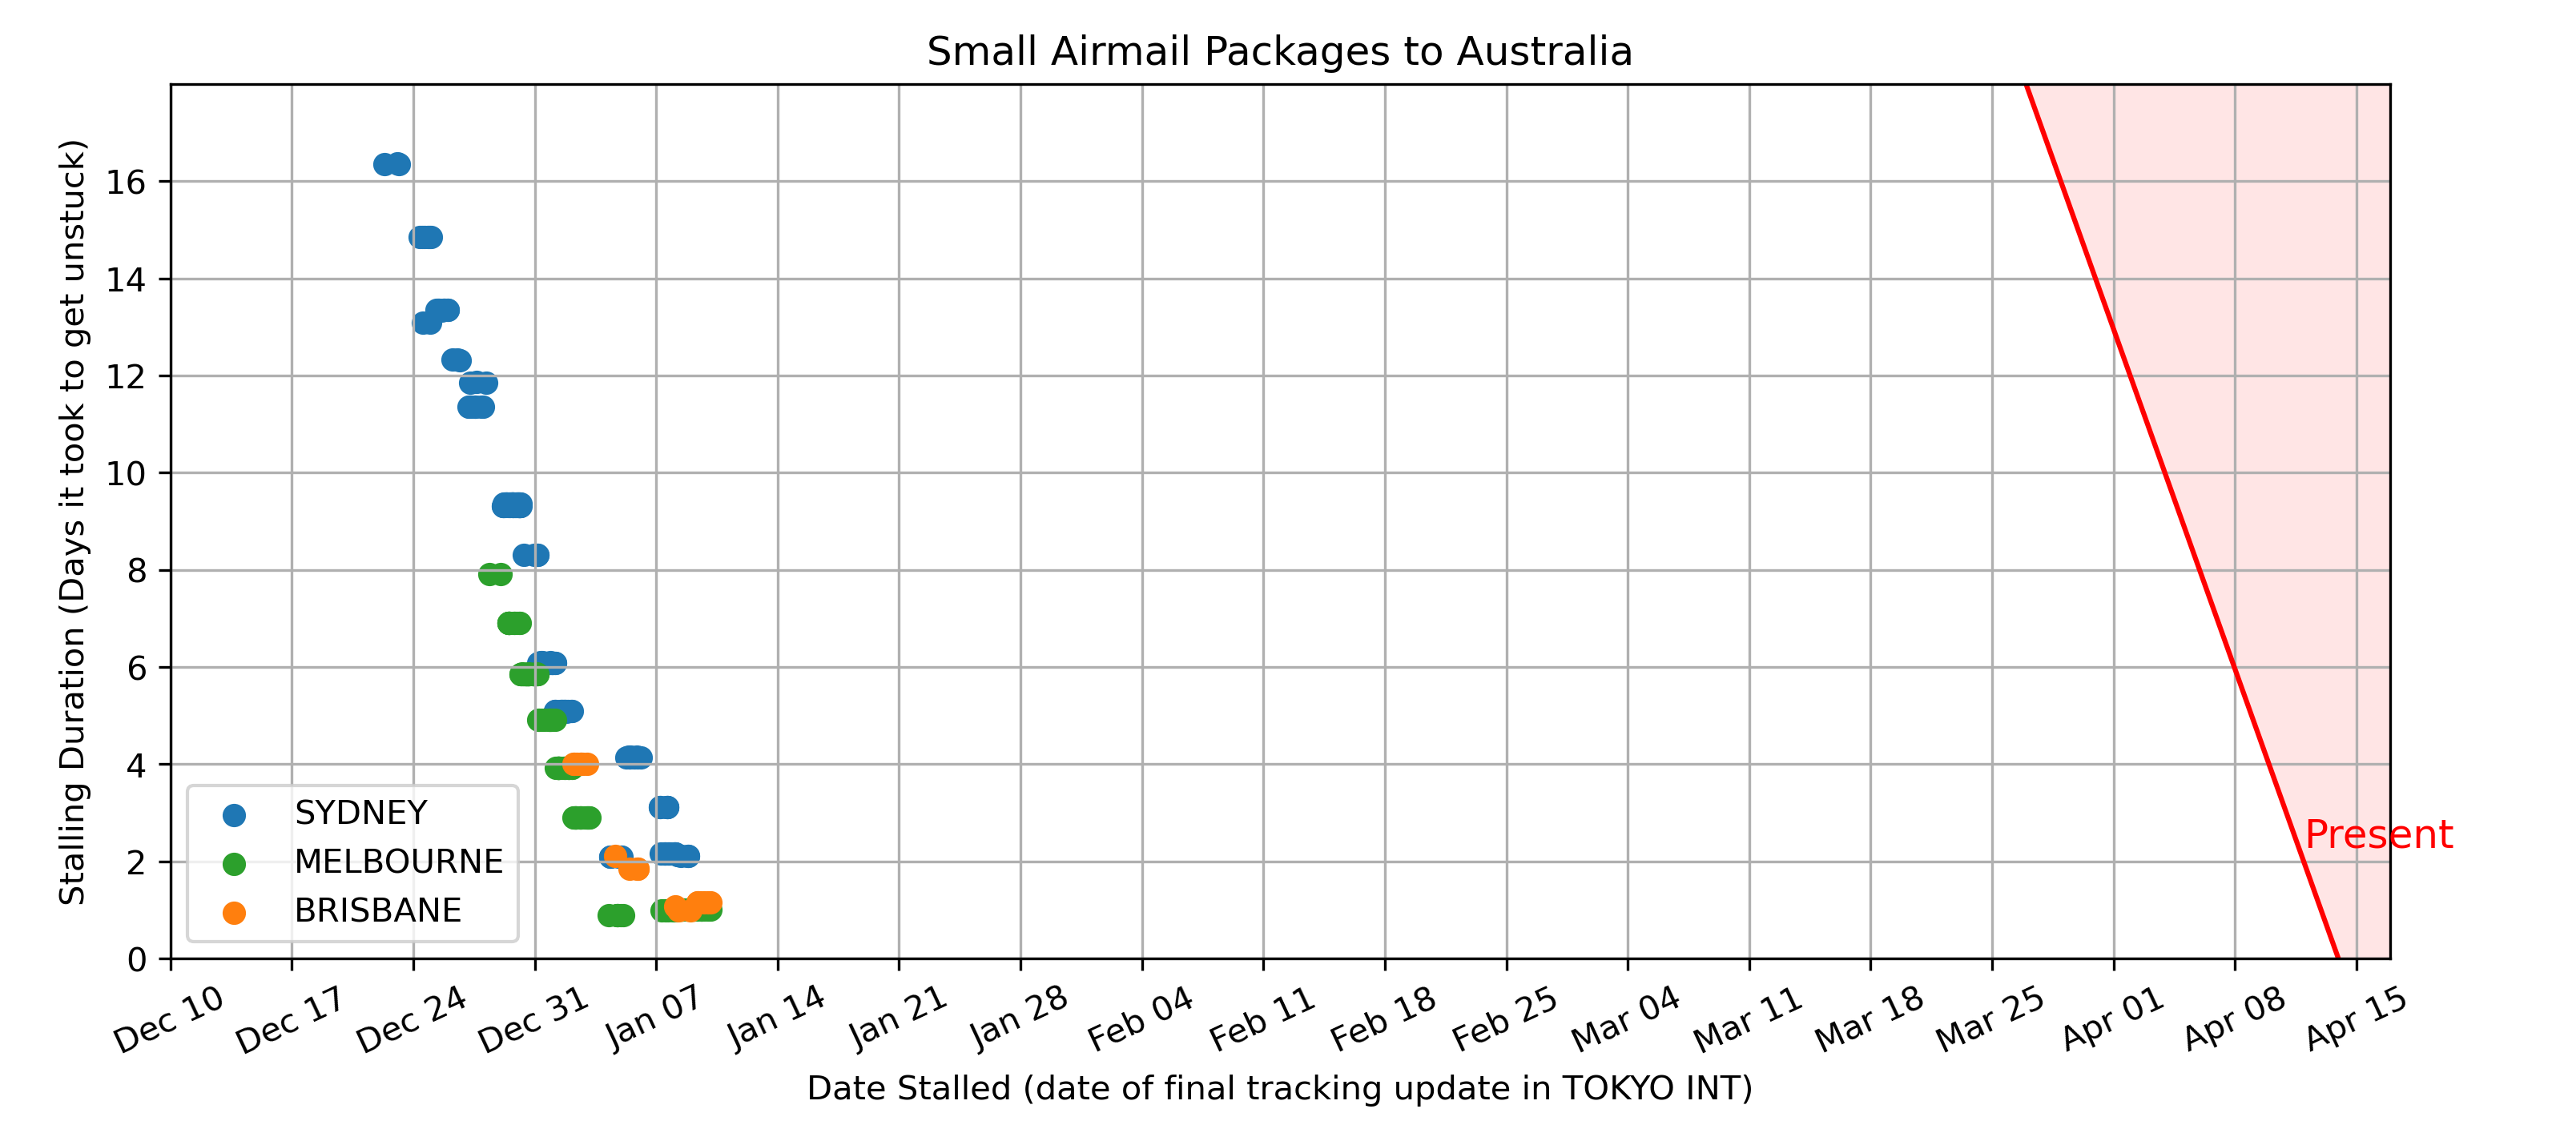 Small Airmail Packages to Australia
Stalling Duration (Days it took to get unstuck)
16
14
12
10
8
6
4
2
0
SYDNEY
MELBOURNE
BRISBANE
Present
Dec 10
Dec 17
Dec 24
Dec 31
Jan 07
Jan 14
Jan 21
Jan 28
Feb 04
Feb 11
Feb 18
Feb 25
Mar 04
Mar 11
Mar 18
Mar 25
Apr 01
Apr 08
Apr 15
Date Stalled (date of final tracking update in TOKYO INT)